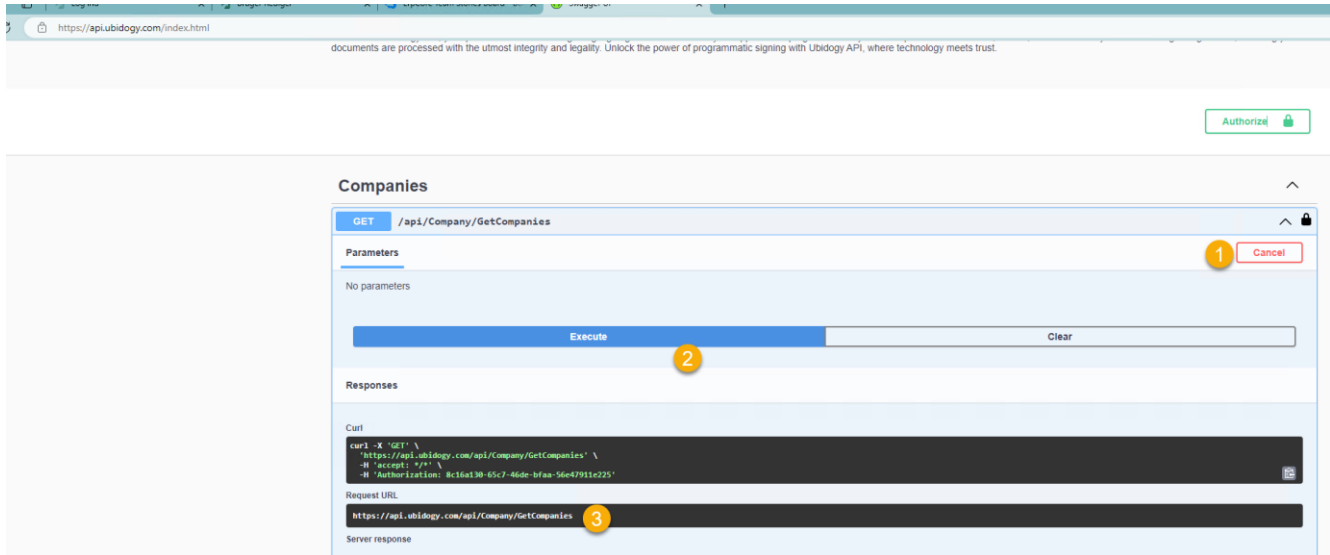 https://api.ubidogy.com/index.html
documents are processed with the utmost integrity and legality. Unlock the power of programmatic signing with Ubidogy API, where technology meets trust.
Authorize
Companies
GET /api/Company/GetCompanies
Parameters
1
Cancel
No parameters
Execute
Clear
2
Responses
Curl
curl -X 'GET' \
'https://api.ubidogy.com/api/Company/GetCompanies' \
-H 'accept: */*' \
-H 'Authorization: 8c16a130-65c7-46de-bfaa-56e47911e225'
Request URL
https://api.ubidogy.com/api/Company/GetCompanies
3
Server response